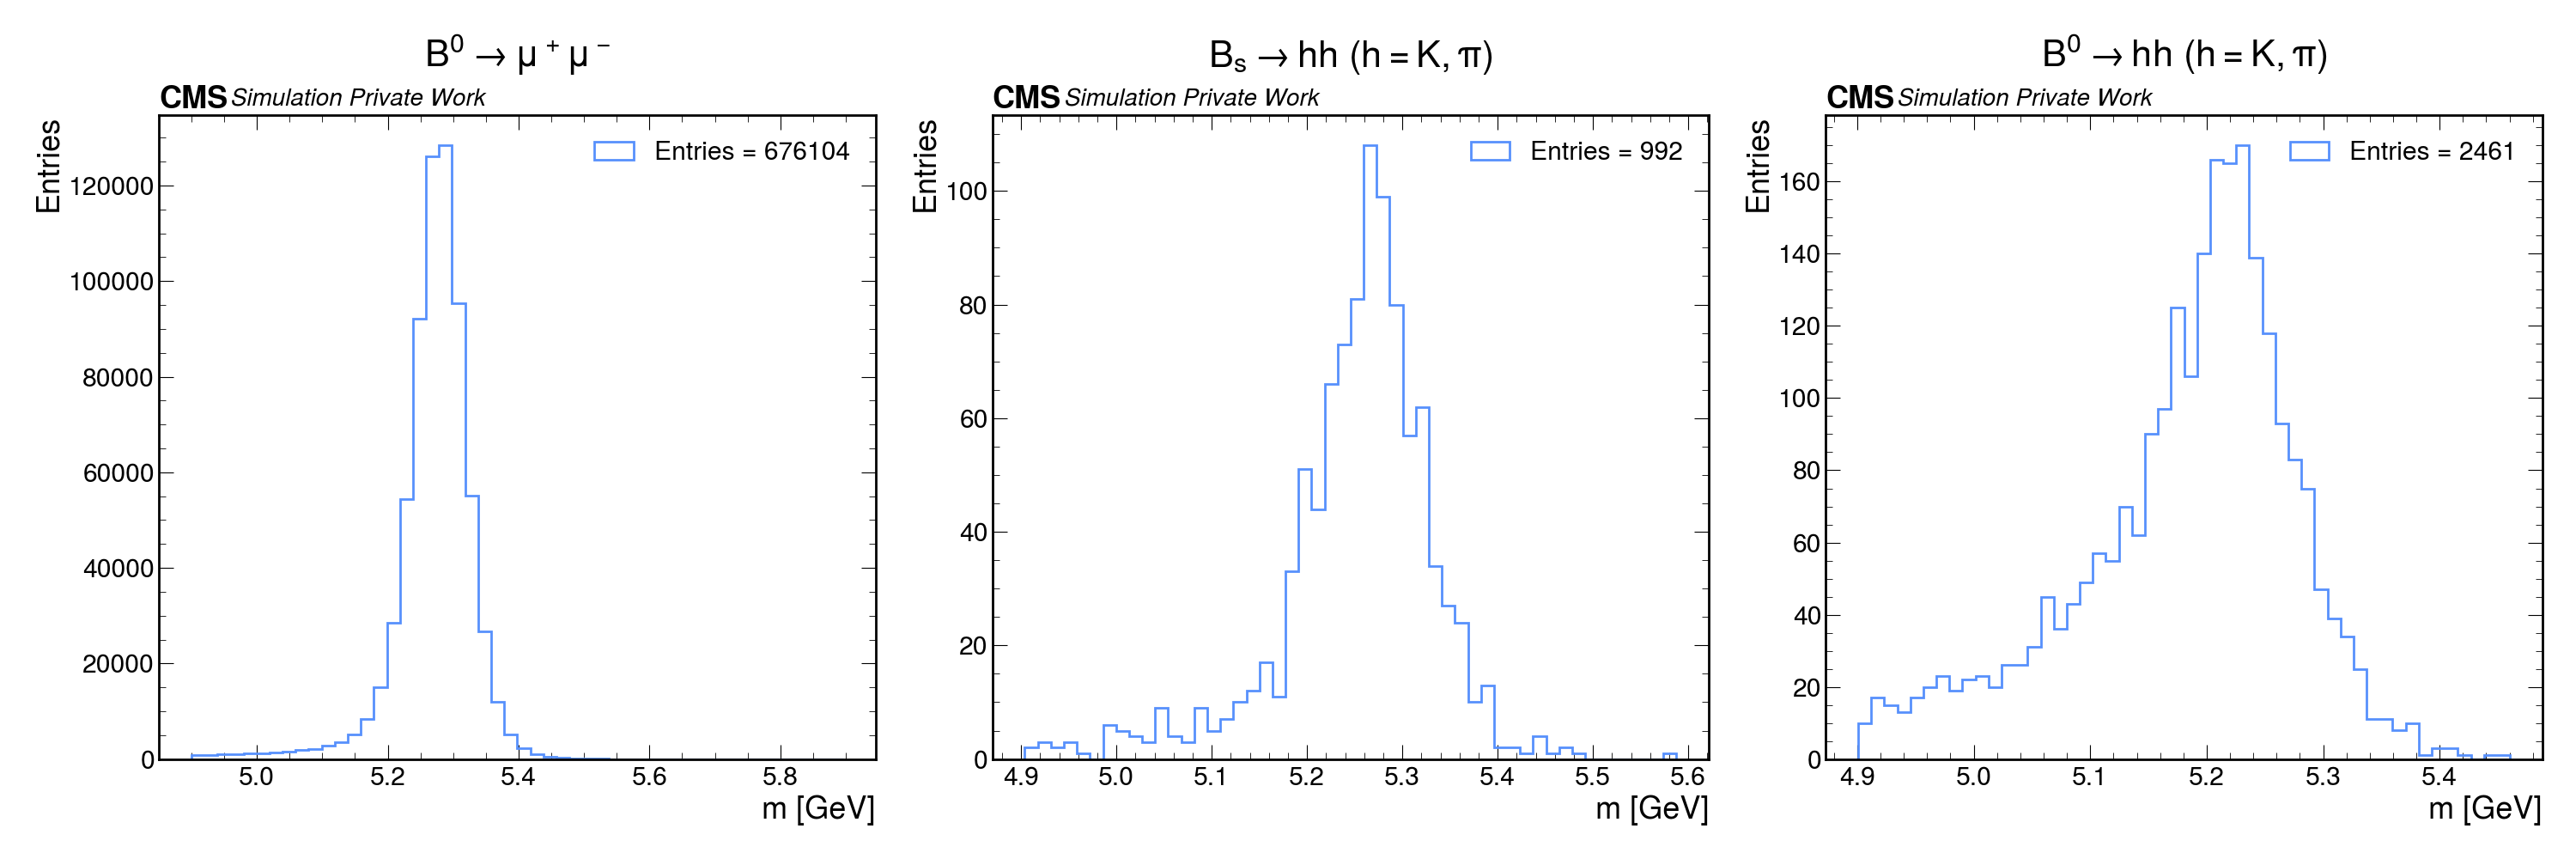 B⁰ → μ⁺ μ⁻
CMS Simulation Private Work
Entries
Entries = 676104
120000
100000
80000
60000
40000
20000
0
5.0 5.2 5.4 5.6 5.8
m [GeV]
Bₛ → hh (h = K, π)
CMS Simulation Private Work
Entries
Entries = 992
100
80
60
40
20
0
4.9 5.0 5.1 5.2 5.3 5.4 5.5 5.6
m [GeV]
B⁰ → hh (h = K, π)
CMS Simulation Private Work
Entries
Entries = 2461
160
140
120
100
80
60
40
20
0
4.9 5.0 5.1 5.2 5.3 5.4
m [GeV]